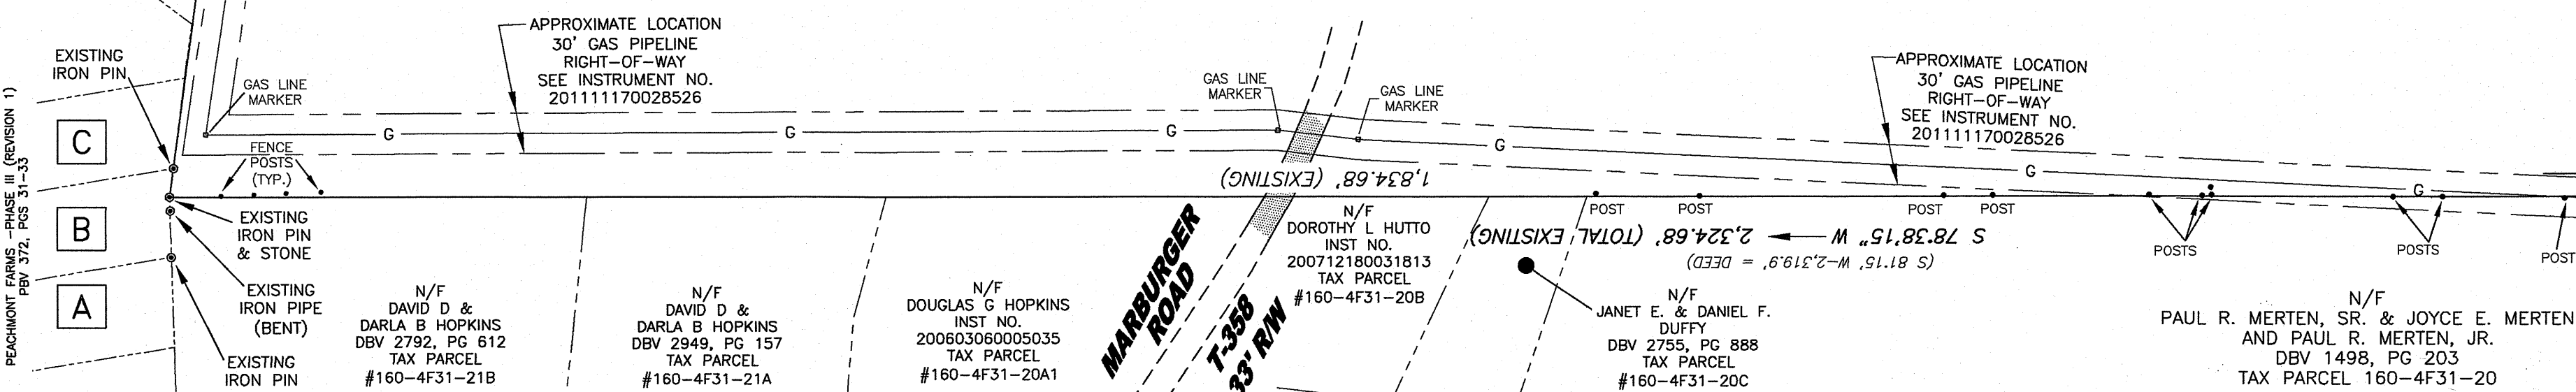 PEACHMONT FARMS -PHASE III (REVISION 1)
PBV 372, PGS 31-33
EXISTING
IRON PIN
C
B
A
GAS LINE
MARKER
FENCE
POSTS
(TYP.)
EXISTING
IRON PIN
& STONE
EXISTING
IRON PIPE
(BENT)
EXISTING
IRON PIN
APPROXIMATE LOCATION
30' GAS PIPELINE
RIGHT-OF-WAY
SEE INSTRUMENT NO.
201111170028526
G
G
G
N/F
DAVID D &
DARLA B HOPKINS
DBV 2792, PG 612
TAX PARCEL
#160-4F31-21B
N/F
DAVID D &
DARLA B HOPKINS
DBV 2949, PG 157
TAX PARCEL
#160-4F31-21A
N/F
DOUGLAS G HOPKINS
INST NO.
200603060005035
TAX PARCEL
#160-4F31-20A1
GAS LINE
MARKER
GAS LINE
MARKER
1,834.68' (EXISTING)
MARBURGER
ROAD
T-358
33' R/W
N/F
DOROTHY L HUTTO
INST NO.
200712180031813
TAX PARCEL
#160-4F31-20B
G
APPROXIMATE LOCATION
30' GAS PIPELINE
RIGHT-OF-WAY
SEE INSTRUMENT NO.
201111170028526
G
G
POST
POST
POST
POST
POSTS
POSTS
POST
S 78°38'15" W 2,324.68' (TOTAL EXISTING)
(S 81°15' W-2,319.9' = DEED)
N/F
JANET E. & DANIEL F.
DUFFY
DBV 2755, PG 888
TAX PARCEL
#160-4F31-20C
N/F
PAUL R. MERTEN, SR. & JOYCE E. MERTEN
AND PAUL R. MERTEN, JR.
DBV 1498, PG 203
TAX PARCEL 160-4F31-20